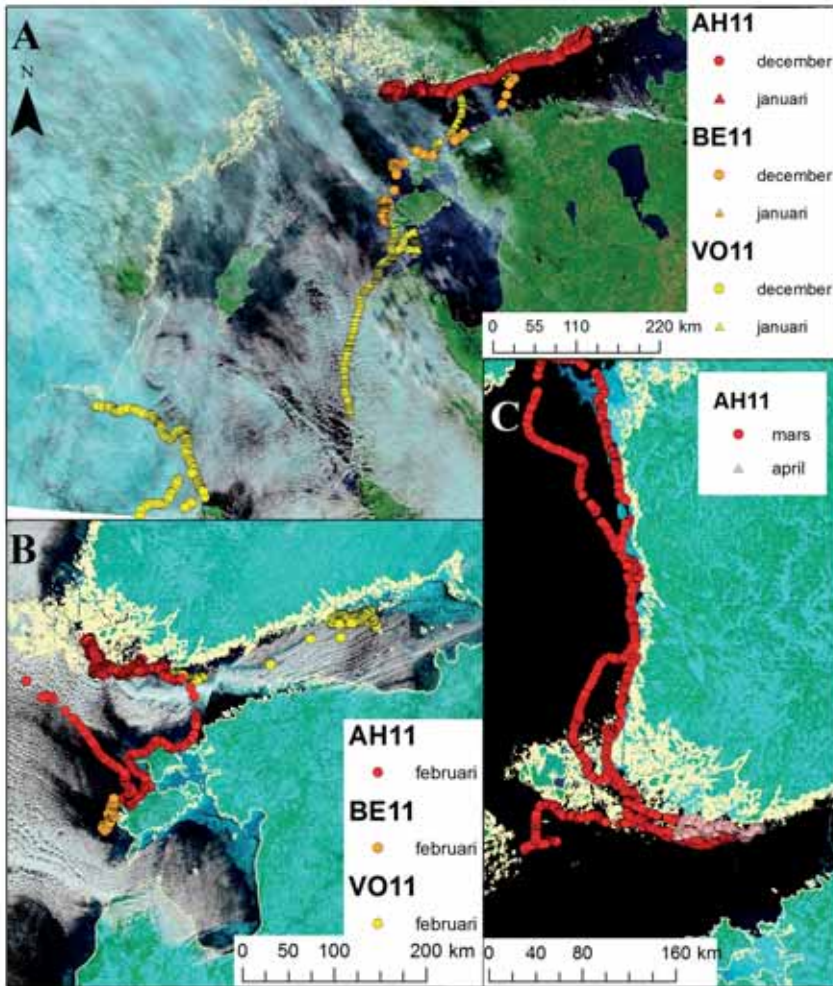 A
N
AH11
december
januari
BE11
december
januari
VO11
december
januari
0 55 110 220 km
B
AH11
februari
BE11
februari
VO11
februari
0 50 100 200 km
C
AH11
mars
april
0 40 80 160 km